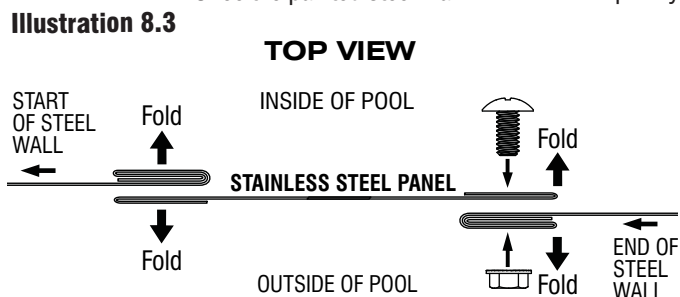 Illustration 8.3
TOP VIEW
START
OF STEEL
WALL
Fold
INSIDE OF POOL
Fold
STAINLESS STEEL PANEL
Fold
OUTSIDE OF POOL
Fold
END OF
STEEL
WALL